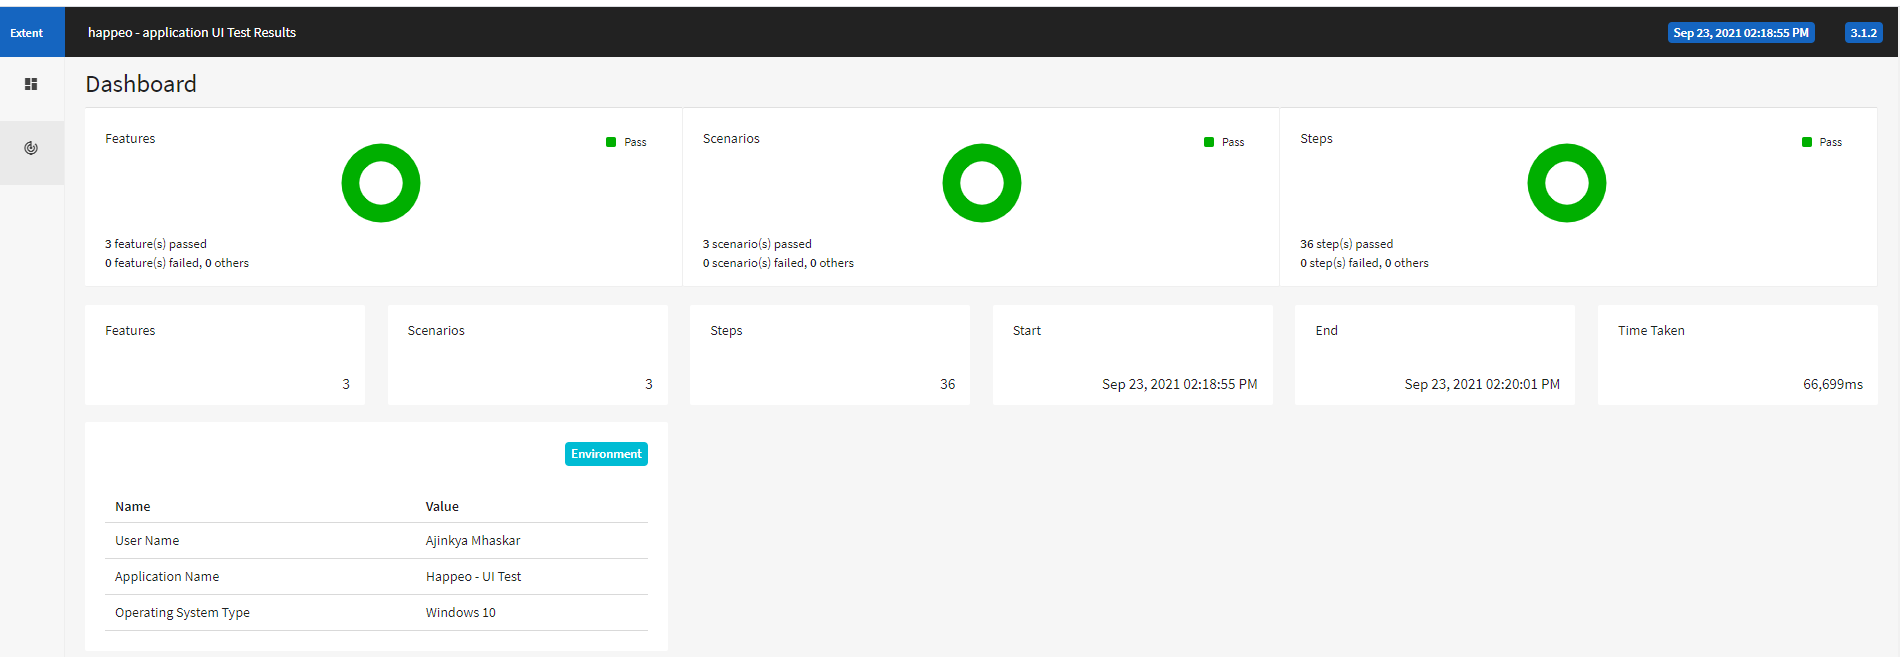 Extent
happeo - application UI Test Results
Sep 23, 2021 02:18:55 PM
3.1.2
Dashboard
Features
Pass
3 feature(s) passed
0 feature(s) failed, 0 others
Scenarios
Pass
3 scenario(s) passed
0 scenario(s) failed, 0 others
Steps
Pass
36 step(s) passed
0 step(s) failed, 0 others
Features
3
Scenarios
3
Steps
36
Start
Sep 23, 2021 02:18:55 PM
End
Sep 23, 2021 02:20:01 PM
Time Taken
66,699ms
Environment
Name Value
User Name Ajinkya Mhaskar
Application Name Happeo - UI Test
Operating System Type Windows 10